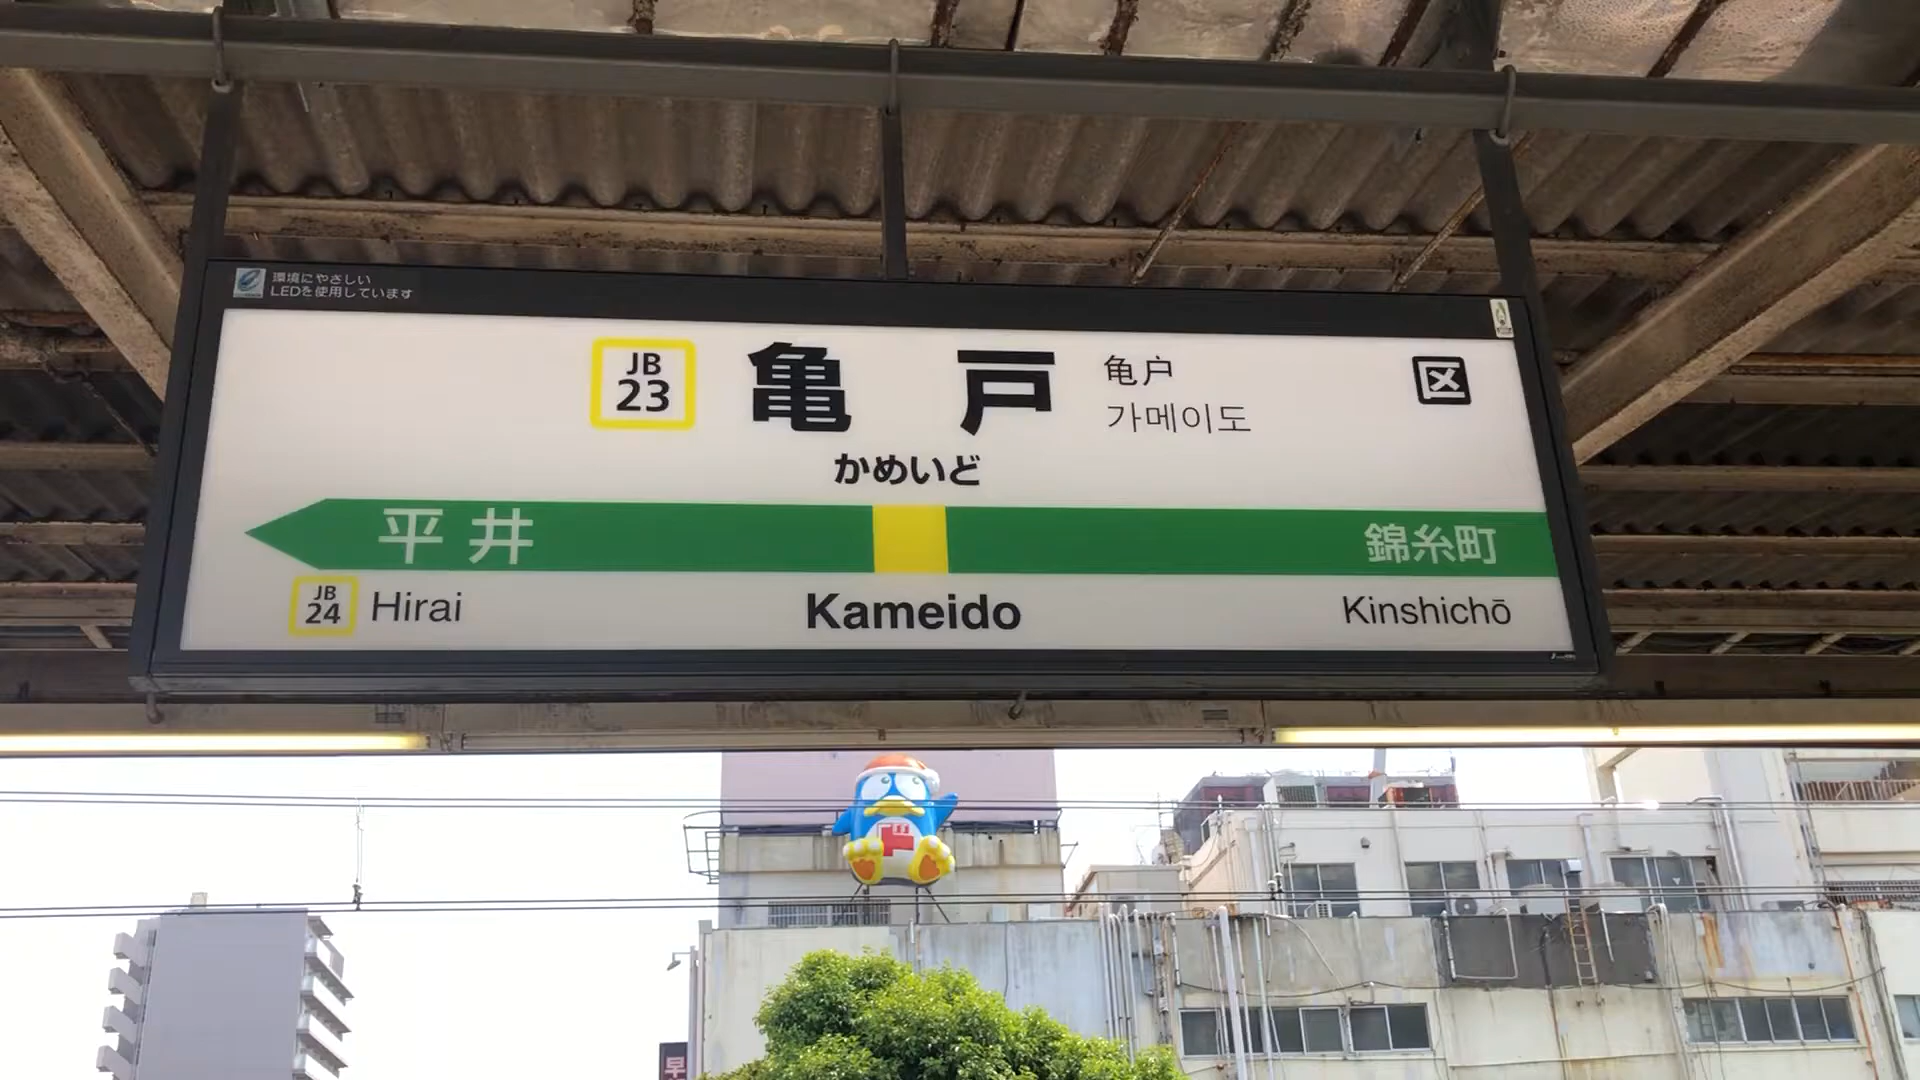 環境にやさしい
LEDを使用しています
JB
23
亀戸
亀户
가메이도
区
かめいど
平井
錦糸町
JB
24
Hirai
Kameido
Kinshichō
ド
早